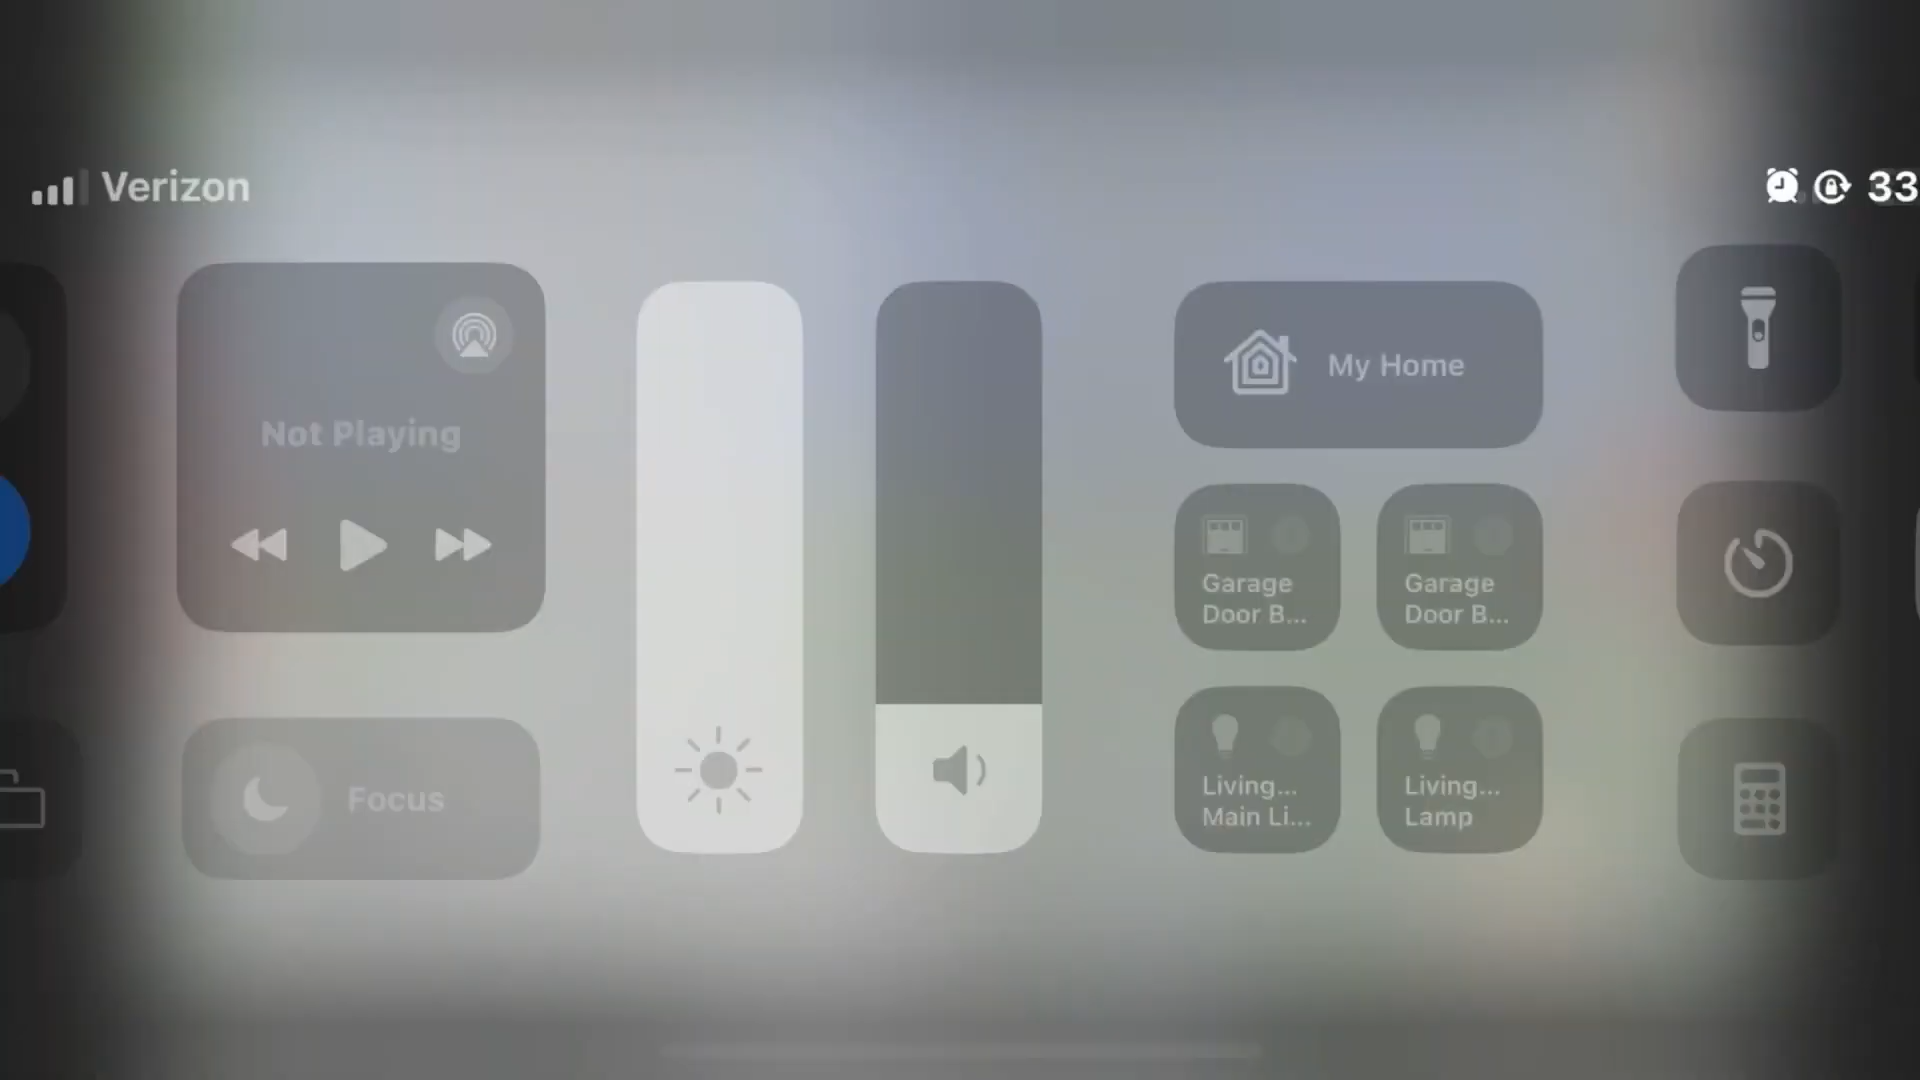 Verizon
33
Not Playing
Focus
My Home
Garage
Door B...
Garage
Door B...
Living...
Main Li...
Living...
Lamp